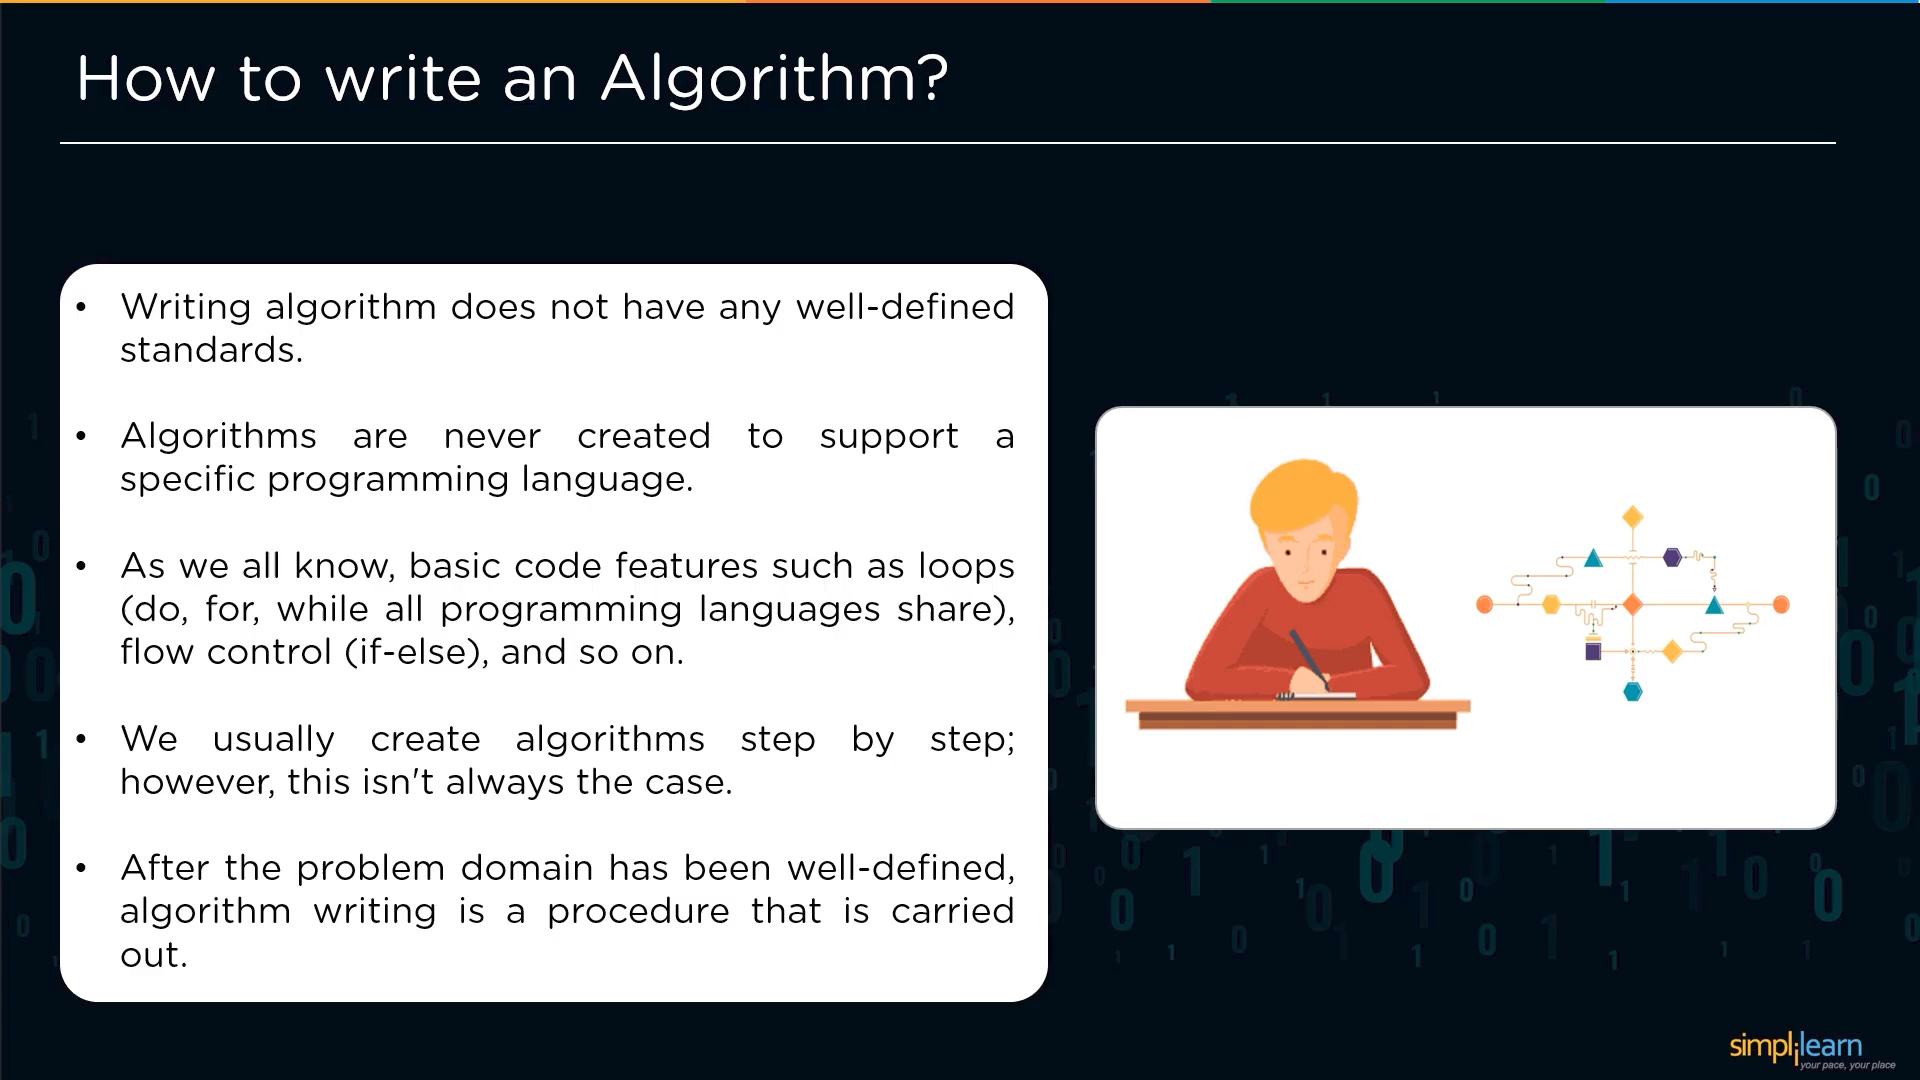 How to write an Algorithm?
• Writing algorithm does not have any well-defined
standards.
• Algorithms are never created to support a
specific programming language.
• As we all know, basic code features such as loops
(do, for, while all programming languages share),
flow control (if-else), and so on.
• We usually create algorithms step by step;
however, this isn't always the case.
• After the problem domain has been well-defined,
algorithm writing is a procedure that is carried
out.
simplilearn
your pace, your place